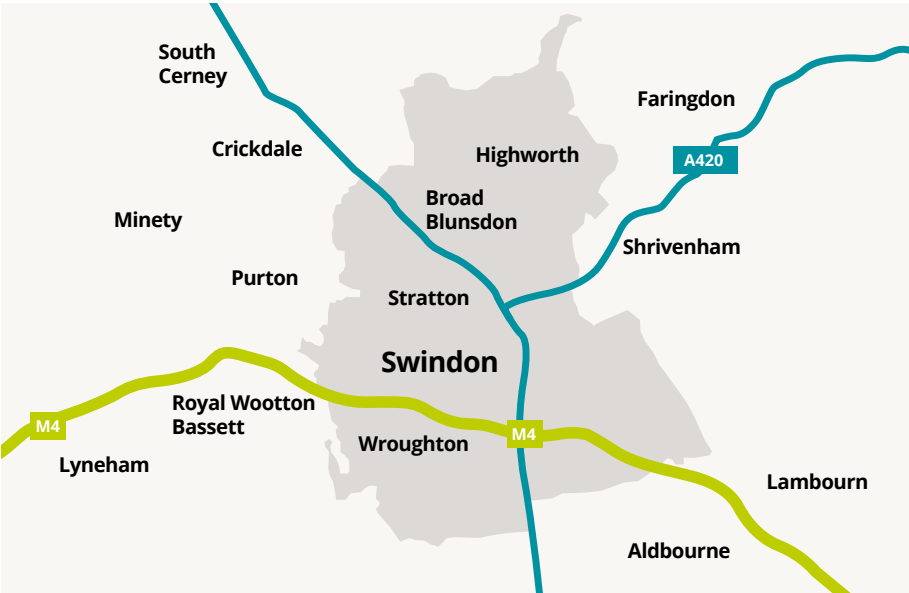 South
Cerney
Faringdon
Crickdale
Highworth
A420
Broad
Blunsdon
Minety
Shrivenham
Purton
Stratton
Swindon
Royal Wootton
Bassett
M4
M4
Wroughton
Lyneham
Lambourn
Aldbourne